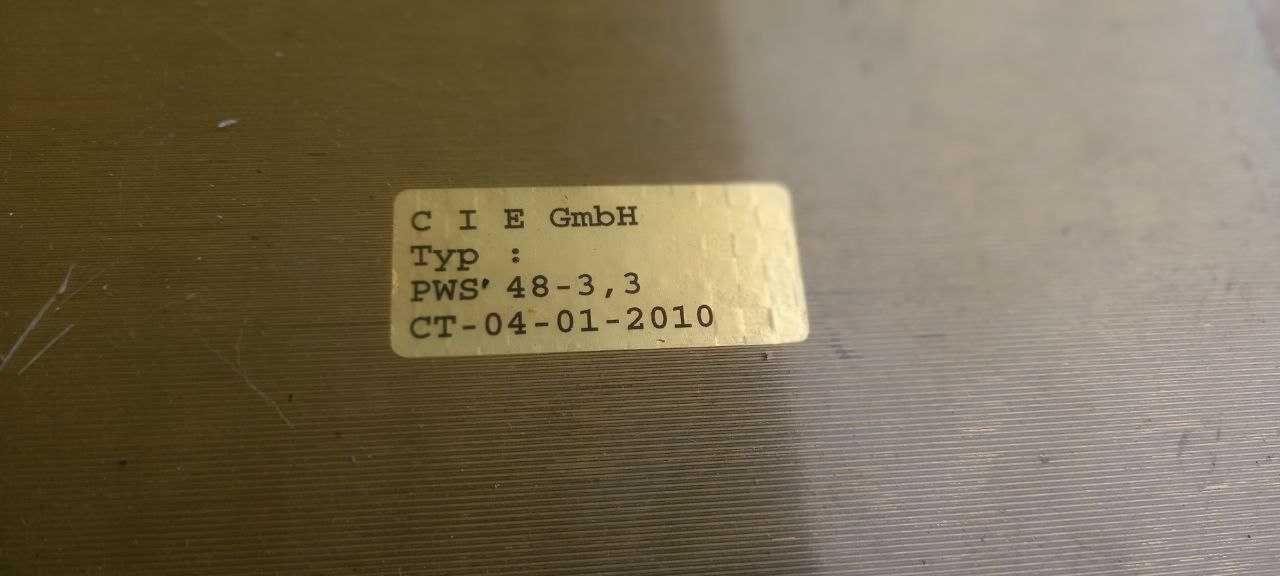 C I E GmbH
Typ :
PWS' 48-3,3
CT-04-01-2010